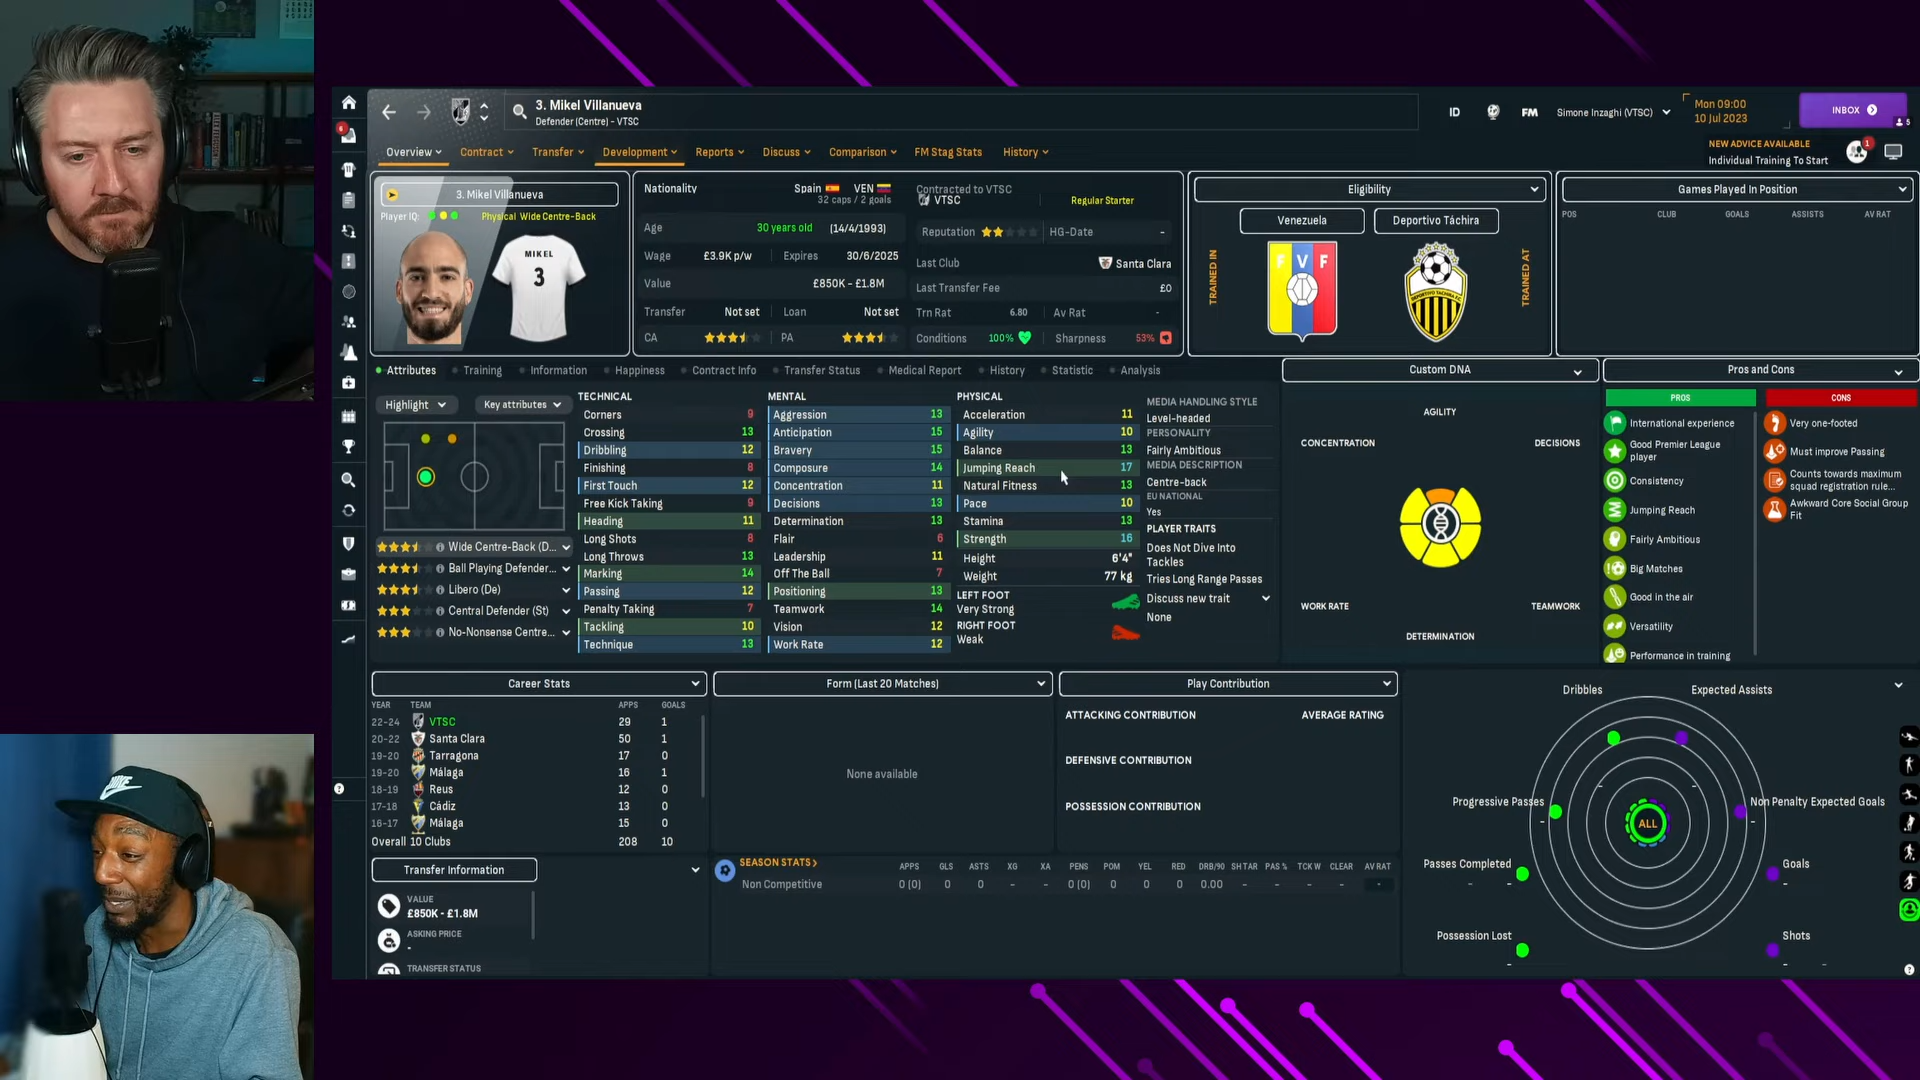 3. Mikel Villanueva
Defender (Centre) - VTSC
ID
FM
Simone Inzaghi (VTSC)
Mon 09:00
10 Jul 2023
INBOX
5
Overview
Contract
Transfer
Development
Reports
Discuss
Comparison
FM Stag Stats
History
NEW ADVICE AVAILABLE
Individual Training To Start
1
3. Mikel Villanueva
Player IQ:
Physical Wide Centre-Back
MIKEL
3
Nationality
Spain
VEN
32 caps / 2 goals
Age
30 years old
(14/4/1993)
Wage
£3.9K p/w
Expires
30/6/2025
Value
£850K - £1.8M
Transfer
Not set
Loan
Not set
CA
PA
Contracted to VTSC
VTSC
Regular Starter
Reputation
HG-Date
-
Last Club
Santa Clara
Last Transfer Fee
£0
Trn Rat
6.80
Av Rat
-
Conditions
100%
Sharpness
53%
Eligibility
Venezuela
Deportivo Táchira
TRAINED IN
F V F
TRAINED AT
Games Played In Position
POS
CLUB
GOALS
ASSISTS
AV RAT
Attributes
Training
Information
Happiness
Contract Info
Transfer Status
Medical Report
History
Statistic
Analysis
Highlight
Key attributes
Wide Centre-Back (D...
Ball Playing Defender...
Libero (De)
Central Defender (St)
No-Nonsense Centre...
TECHNICAL
Corners 9
Crossing 13
Dribbling 12
Finishing 8
First Touch 12
Free Kick Taking 9
Heading 11
Long Shots 8
Long Throws 13
Marking 14
Passing 12
Penalty Taking 7
Tackling 10
Technique 13
MENTAL
Aggression 13
Anticipation 15
Bravery 15
Composure 14
Concentration 11
Decisions 13
Determination 13
Flair 6
Leadership 11
Off The Ball 7
Positioning 13
Teamwork 14
Vision 12
Work Rate 12
PHYSICAL
Acceleration 11
Agility 10
Balance 13
Jumping Reach 17
Natural Fitness 13
Pace 10
Stamina 13
Strength 16
Height 6'4"
Weight 77 kg
LEFT FOOT
Very Strong
RIGHT FOOT
Weak
MEDIA HANDLING STYLE
Level-headed
PERSONALITY
Fairly Ambitious
MEDIA DESCRIPTION
Centre-back
EU NATIONAL
Yes
PLAYER TRAITS
Does Not Dive Into
Tackles
Tries Long Range Passes
Discuss new trait
None
Custom DNA
AGILITY
CONCENTRATION
DECISIONS
WORK RATE
TEAMWORK
DETERMINATION
Pros and Cons
PROS
International experience
Good Premier League
player
Consistency
Jumping Reach
Fairly Ambitious
Big Matches
Good in the air
Versatility
Performance in training
CONS
Very one-footed
Must improve Passing
Counts towards maximum
squad registration rule...
Awkward Core Social Group
Fit
Career Stats
YEAR TEAM APPS GOALS
22-24 VTSC 29 1
20-22 Santa Clara 50 1
19-20 Tarragona 17 0
19-20 Málaga 16 1
18-19 Reus 12 0
17-18 Cádiz 13 0
16-17 Málaga 15 0
Overall 10 Clubs 208 10
Form (Last 20 Matches)
None available
Play Contribution
ATTACKING CONTRIBUTION
AVERAGE RATING
DEFENSIVE CONTRIBUTION
POSSESSION CONTRIBUTION
Dribbles
Expected Assists
Progressive Passes
Non Penalty Expected Goals
ALL
Passes Completed
Goals
Possession Lost
Shots
Transfer Information
VALUE
£850K - £1.8M
ASKING PRICE
-
TRANSFER STATUS
SEASON STATS
APPS GLS ASTS XG XA PENS POM YEL RED DRB/90 SH TAR PAS % TCK W CLEAR AV RAT
Non Competitive 0 (0) 0 0 - - 0 (0) 0 0 0 0.00 - - - - -